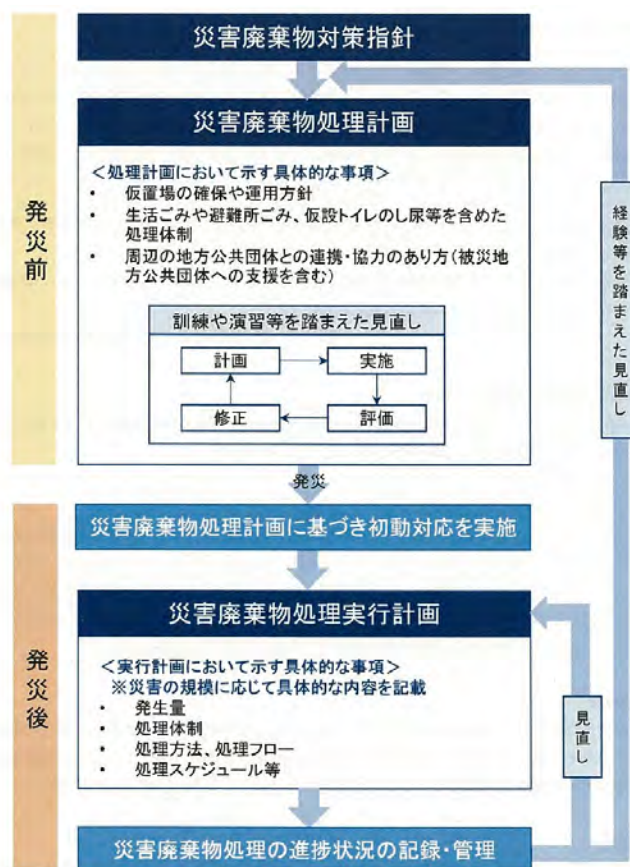 災害廃棄物対策指針
発災前
災害廃棄物処理計画
＜処理計画において示す具体的な事項＞
・ 仮置場の確保や運用方針
・ 生活ごみや避難所ごみ、仮設トイレのし尿等を含めた
処理体制
・ 周辺の地方公共団体との連携・協力のあり方(被災地
方公共団体への支援を含む)
訓練や演習等を踏まえた見直し
計画
実施
修正
評価
経験等を踏まえた見直し
発災
災害廃棄物処理計画に基づき初動対応を実施
発災後
災害廃棄物処理実行計画
＜実行計画において示す具体的な事項＞
※災害の規模に応じて具体的な内容を記載
・ 発生量
・ 処理体制
・ 処理方法、処理フロー
・ 処理スケジュール等
見直し
災害廃棄物処理の進捗状況の記録・管理